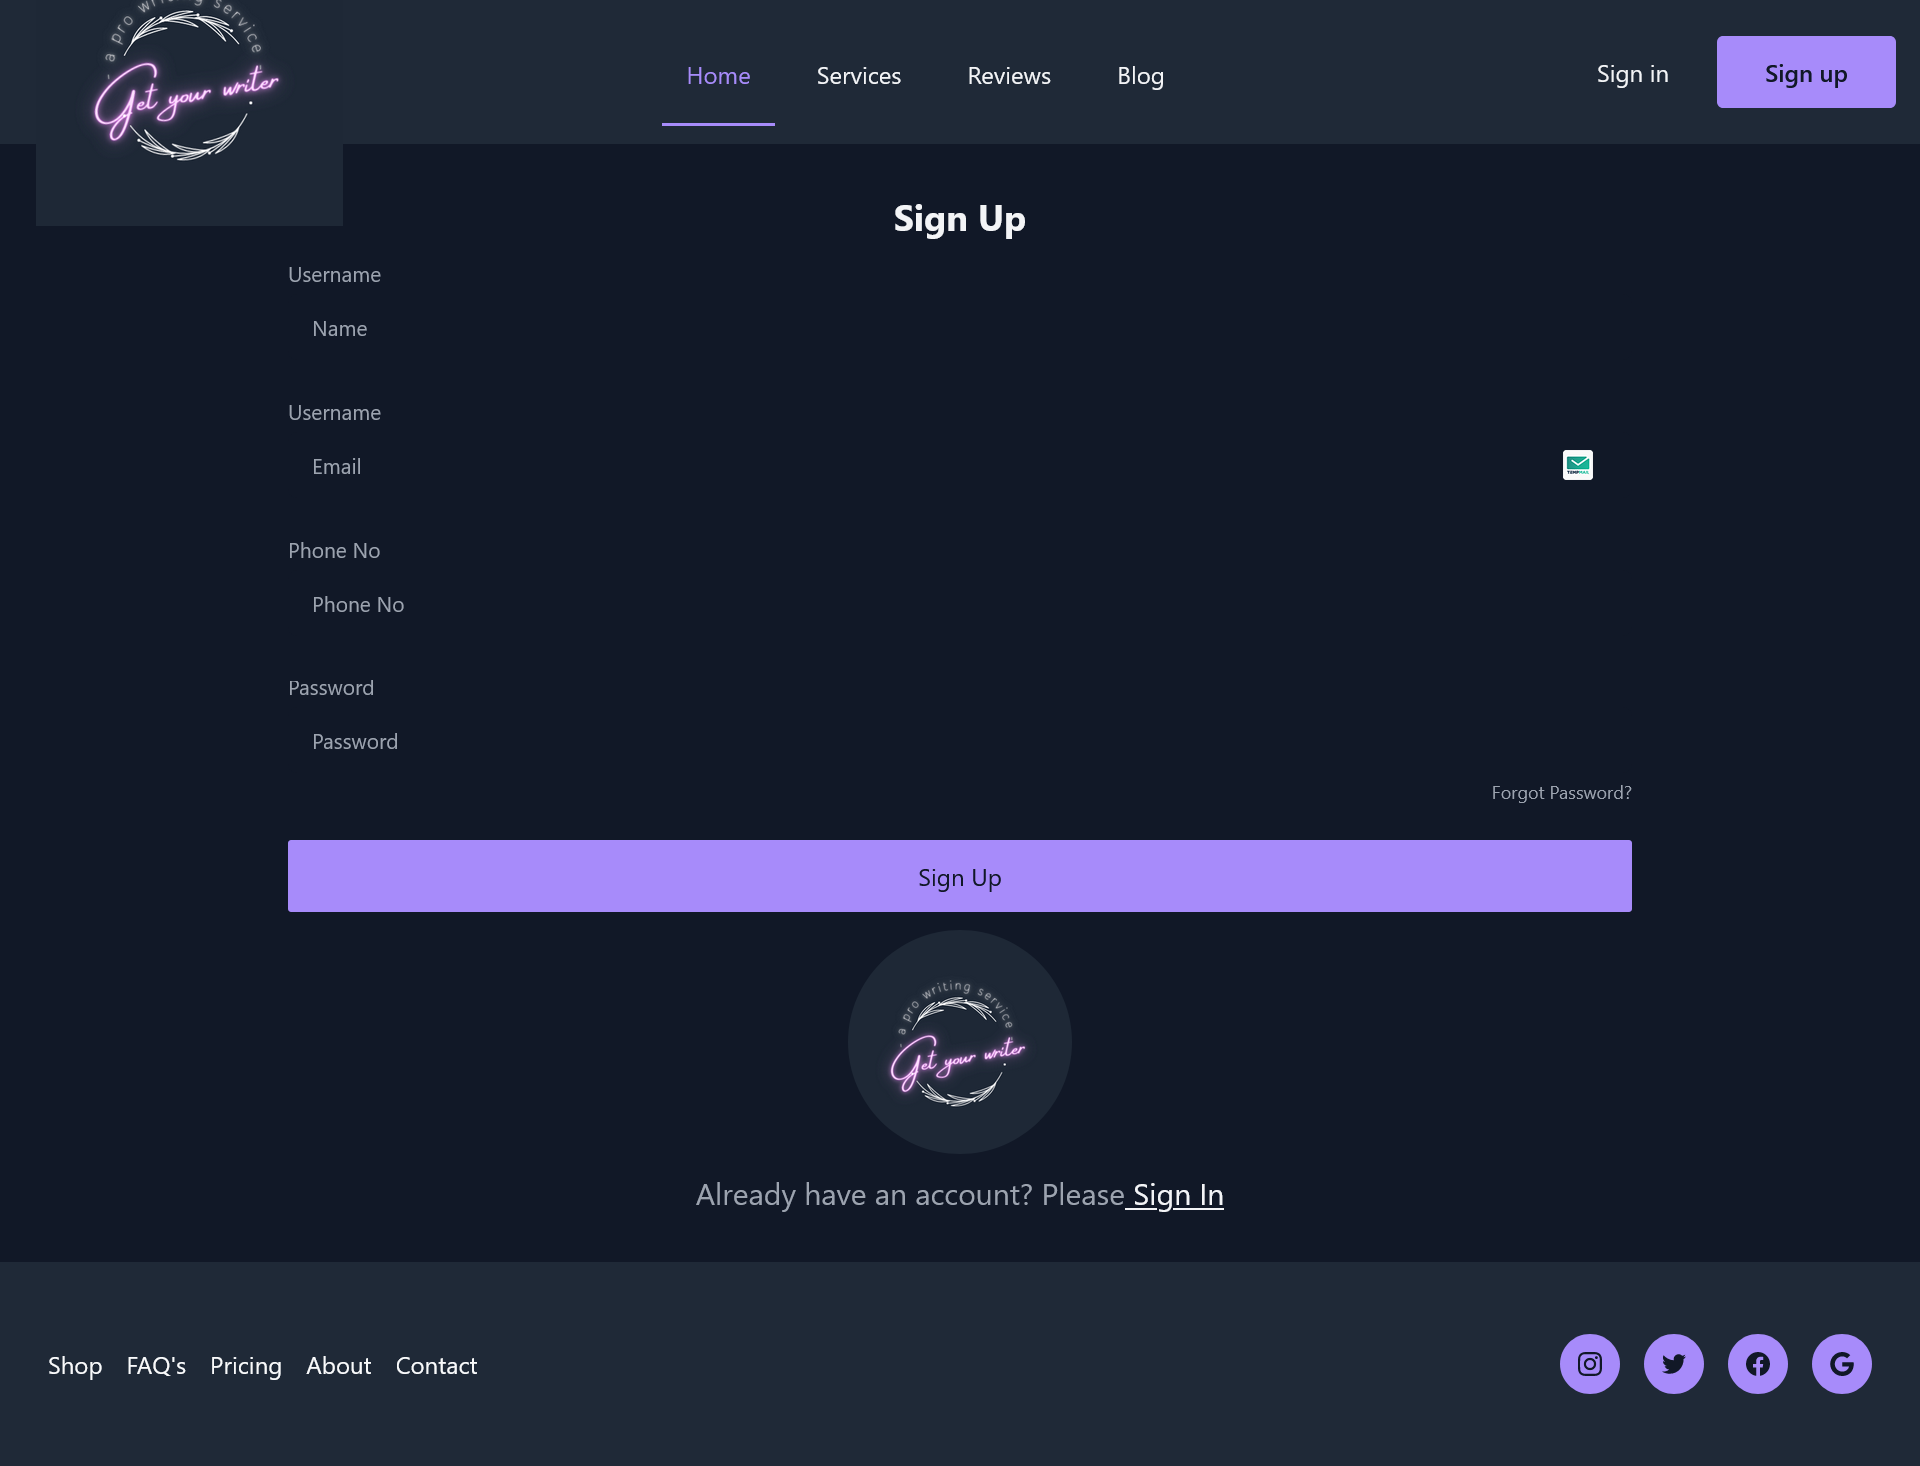 - a pro writing service -
Get your writer
Home
Services
Reviews
Blog
Sign in
Sign up
Sign Up
Username
Name
Username
Email
TEMPMAIL
Phone No
Phone No
Password
Password
Forgot Password?
Sign Up
- a pro writing service -
Get your writer
Already have an account? Please Sign In
Shop
FAQ's
Pricing
About
Contact